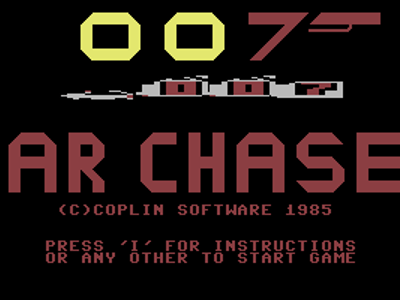 007
AR CHASE
(C)COPLIN SOFTWARE 1985
PRESS 'I' FOR INSTRUCTIONS
OR ANY OTHER TO START GAME